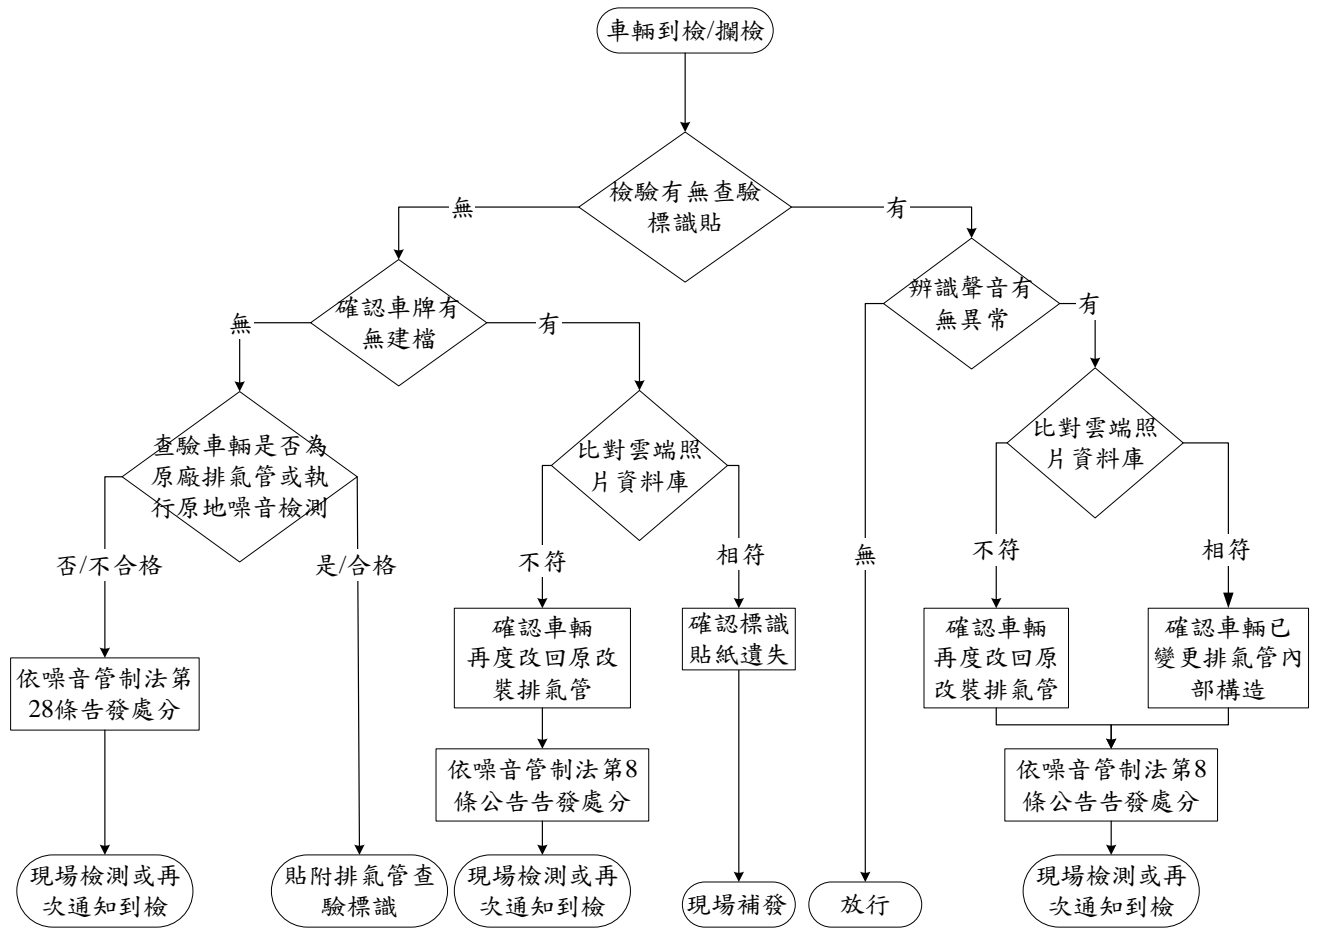 車輛到檢/攔檢
檢驗有無查驗
標識貼
無
有
確認車牌有
無建檔
辨識聲音有
無異常
無
有
有
查驗車輛是否為
原廠排氣管或執
行原地噪音檢測
比對雲端照
片資料庫
比對雲端照
片資料庫
否/不合格
是/合格
不符
相符
無
不符
相符
依噪音管制法第
28條告發處分
確認車輛
再度改回原改
裝排氣管
確認標識
貼紙遺失
確認車輛
再度改回原
改裝排氣管
確認車輛已
變更排氣管內
部構造
依噪音管制法第8
條公告告發處分
依噪音管制法第8
條公告告發處分
現場檢測或再
次通知到檢
貼附排氣管查
驗標識
現場檢測或再
次通知到檢
現場補發
放行
現場檢測或再
次通知到檢